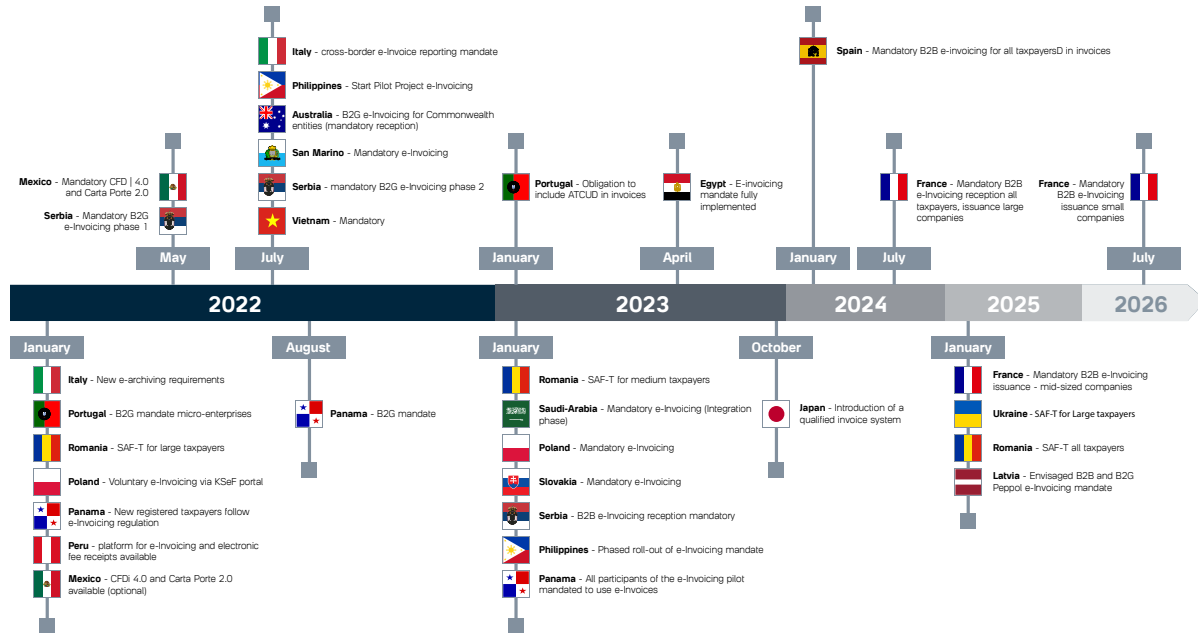 Italy - cross-border e-Invoice reporting mandate
Philippines - Start Pilot Project e-Invoicing
Australia - B2G e-Invoicing for Commonwealth
entities (mandatory reception)
San Marino - Mandatory e-Invoicing
Serbia - mandatory B2G e-Invoicing phase 2
Vietnam - Mandatory
Mexico - Mandatory CFD | 4.0
and Carta Porte 2.0
Serbia - Mandatory B2G
e-Invoicing phase 1
Portugal - Obligation to
include ATCUD in invoices
Egypt - E-invoicing
mandate fully
implemented
Spain - Mandatory B2B e-invoicing for all taxpayersD in invoices
France - Mandatory B2B
e-Invoicing reception all
taxpayers, issuance large
companies
France - Mandatory
B2B e-Invoicing
issuance small
companies
May
July
January
April
January
July
July
2022
2023
2024
2025
2026
January
August
January
October
January
Italy - New e-archiving requirements
Portugal - B2G mandate micro-enterprises
Romania - SAF-T for large taxpayers
Poland - Voluntary e-Invoicing via KSeF portal
Panama - New registered taxpayers follow
e-Invoicing regulation
Peru - platform for e-Invoicing and electronic
fee receipts available
Mexico - CFDi 4.0 and Carta Porte 2.0
available (optional)
Panama - B2G mandate
Romania - SAF-T for medium taxpayers
Saudi-Arabia - Mandatory e-Invoicing (Integration
phase)
Poland - Mandatory e-Invoicing
Slovakia - Mandatory e-Invoicing
Serbia - B2B e-Invoicing reception mandatory
Philippines - Phased roll-out of e-Invoicing mandate
Panama - All participants of the e-Invoicing pilot
mandated to use e-Invoices
Japan - Introduction of a
qualified invoice system
France - Mandatory B2B e-Invoicing
issuance - mid-sized companies
Ukraine - SAF-T for Large taxpayers
Romania - SAF-T all taxpayers
Latvia - Envisaged B2B and B2G
Peppol e-Invoicing mandate